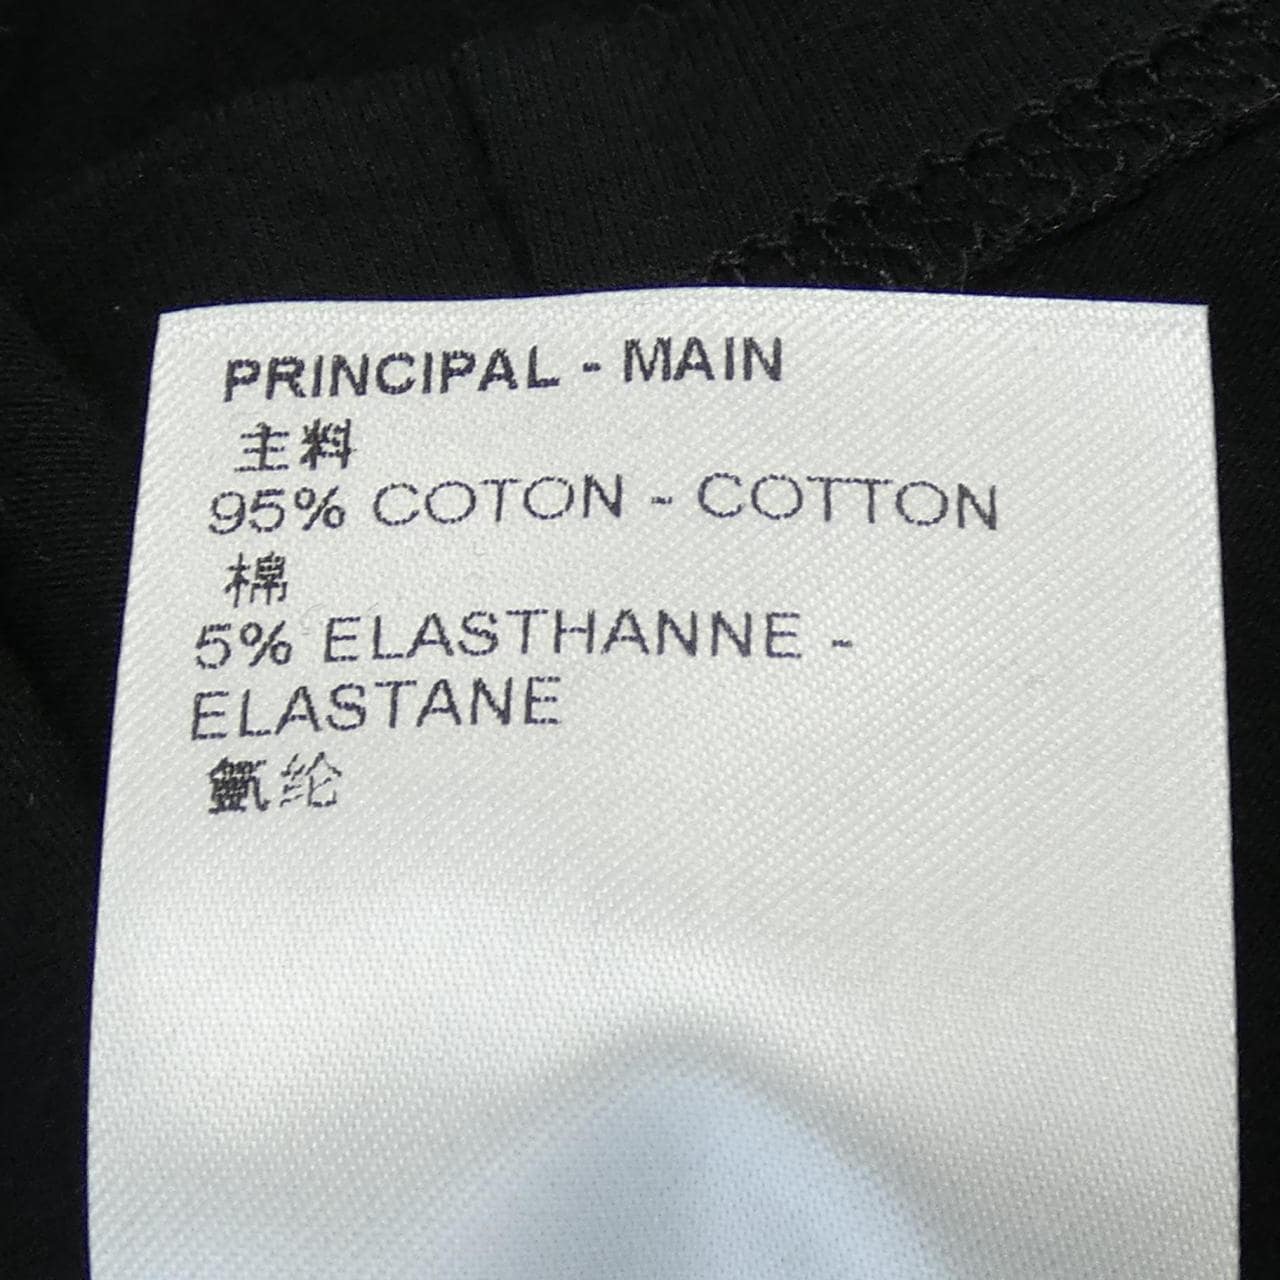 PRINCIPAL - MAIN
主料
95% COTON - COTTON
棉
5% ELASTHANNE -
ELASTANE
氨纶